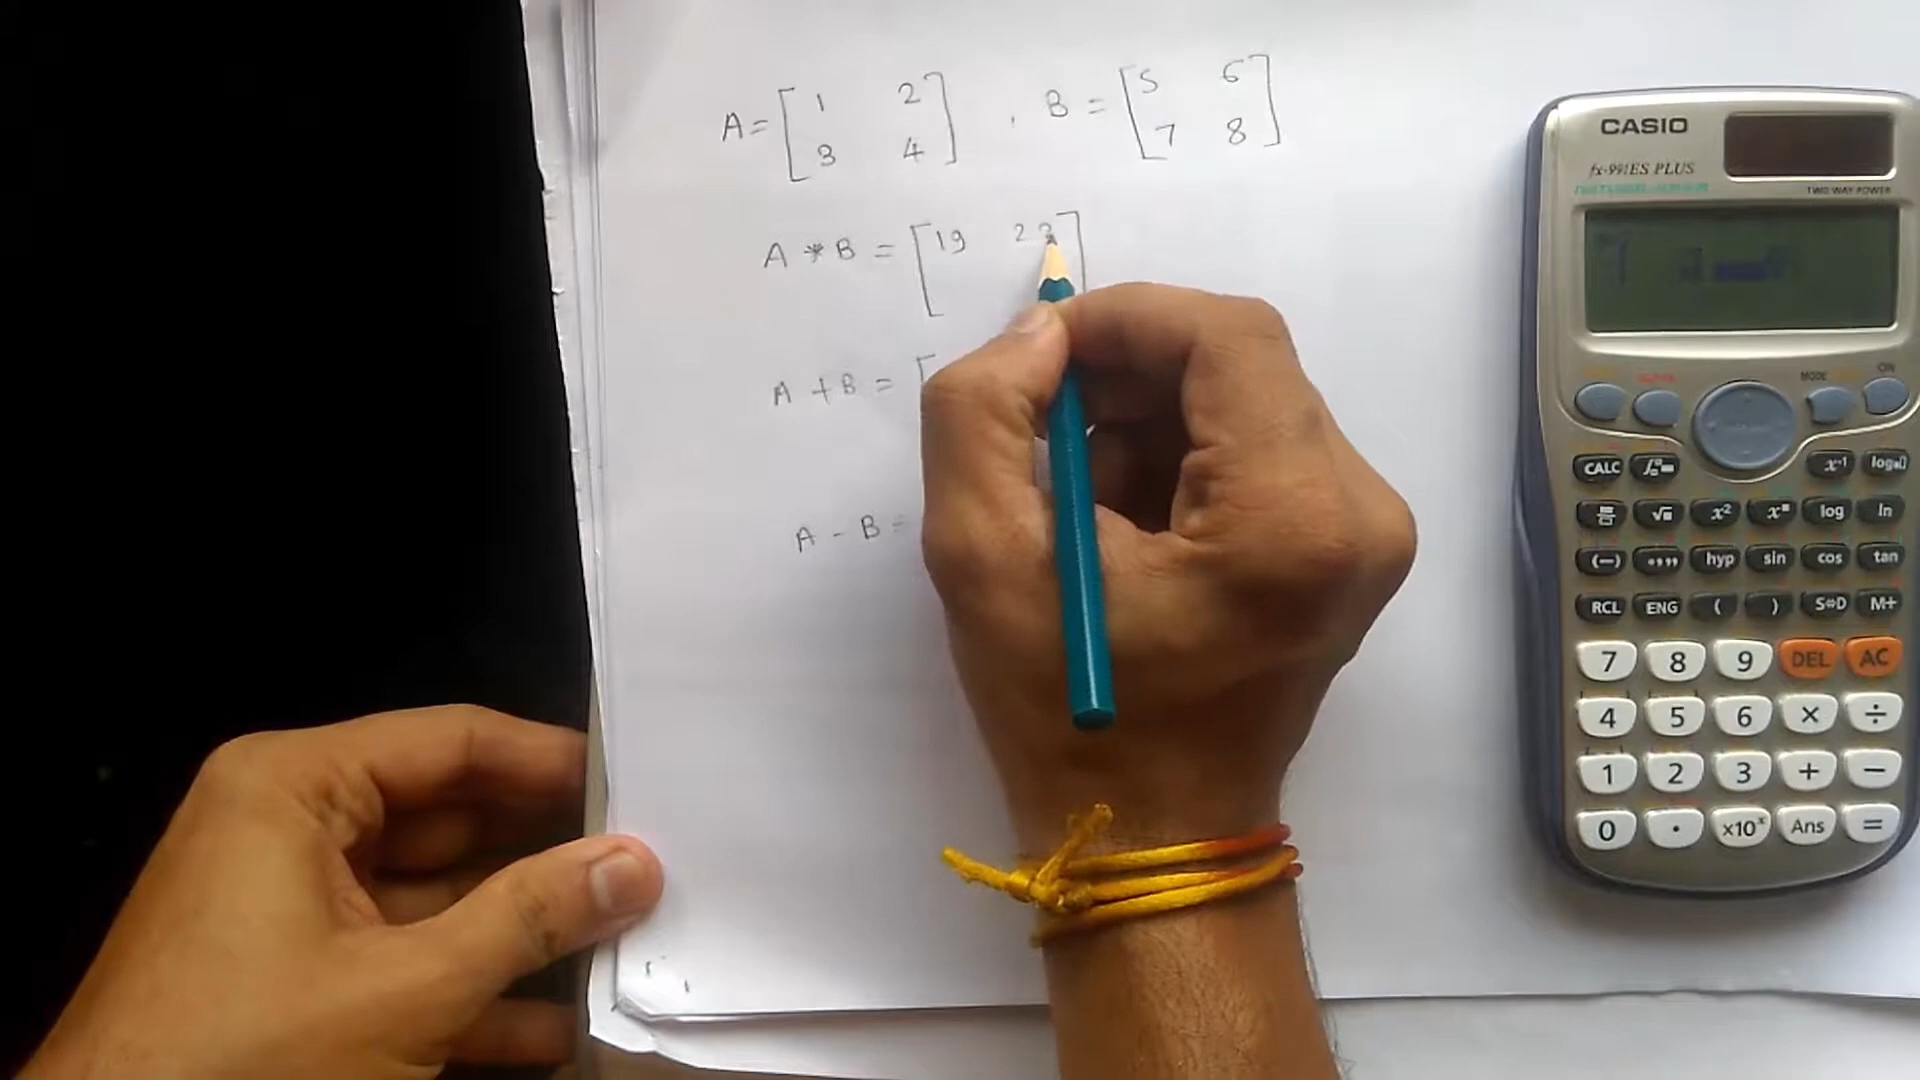 A = [ 1 2
3 4 ] , B = [ 5 6
7 8 ]
A * B = [ 19 22 ]
A + B = [
A - B =
CASIO
fx-991ES PLUS
TWO WAY POWER
MODE ON
CALC x⁻¹ log
√ x² log ln
(−) hyp sin cos tan
RCL ENG ( ) S⇔D M+
7 8 9 DEL AC
4 5 6 × ÷
1 2 3 + −
0 . ×10ˣ Ans =